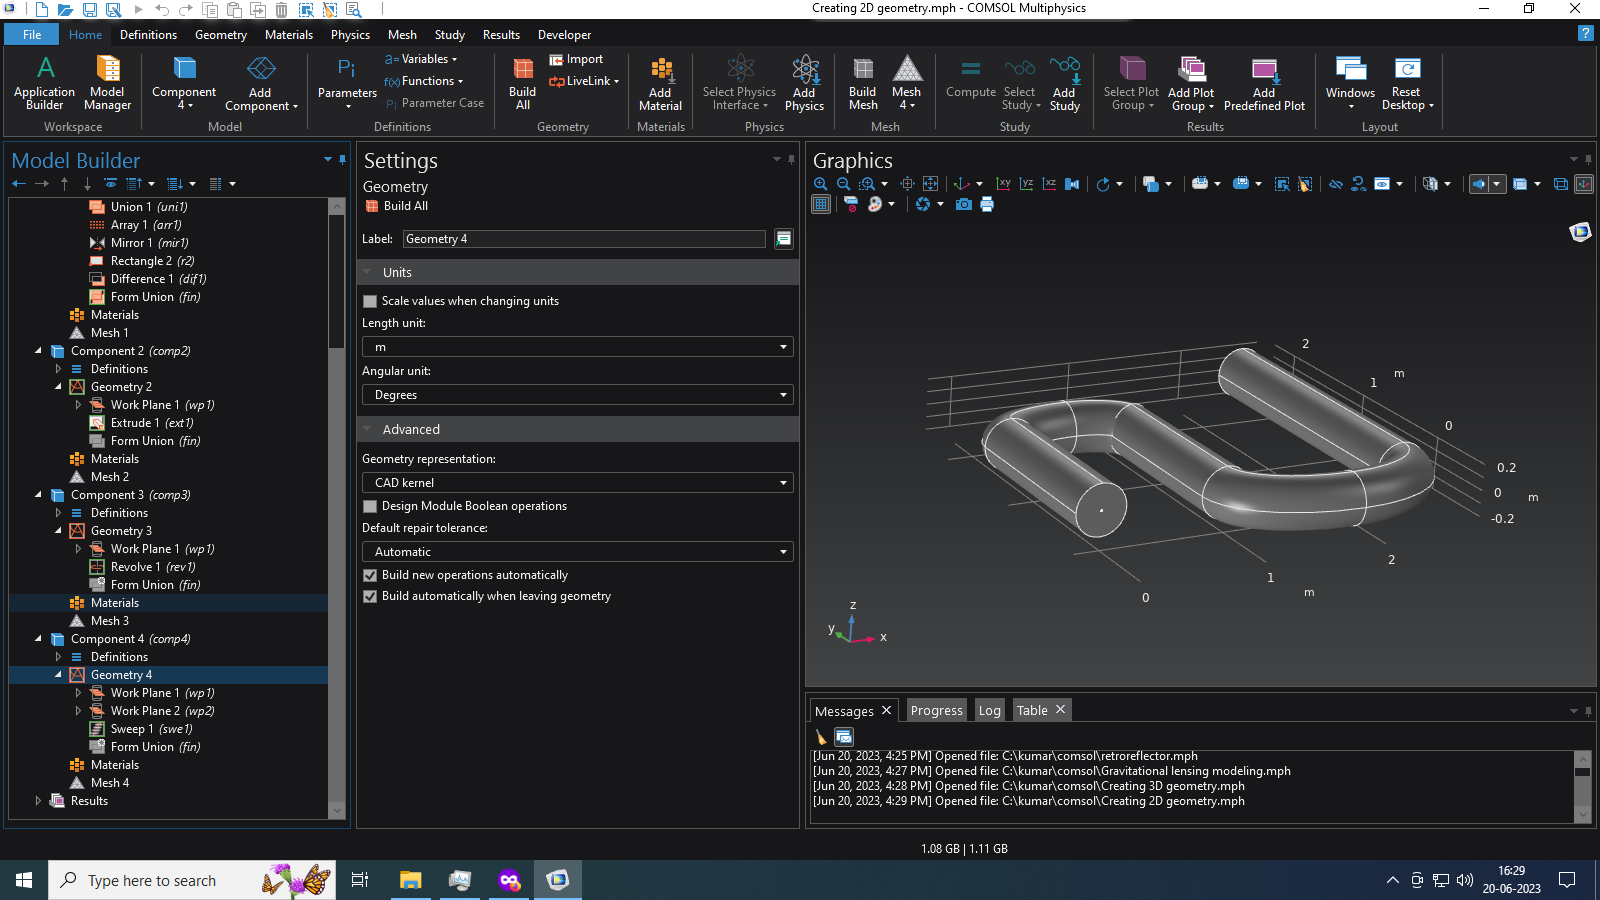 Creating 2D geometry.mph - COMSOL Multiphysics
File Home Definitions Geometry Materials Physics Mesh Study Results Developer ?
Application Builder
Model Manager
Workspace
Component 4
Add Component
Model
Pi
Parameters
a= Variables
f(x) Functions
Pi Parameter Case
Definitions
Build All
Import
LiveLink
Geometry
Add Material
Materials
Select Physics Interface
Add Physics
Physics
Build Mesh
Mesh 4
Mesh
Compute
Select Study
Add Study
Study
Select Plot Group
Add Plot Group
Add Predefined Plot
Results
Windows
Reset Desktop
Layout
Model Builder
Union 1 (uni1)
Array 1 (arr1)
Mirror 1 (mir1)
Rectangle 2 (r2)
Difference 1 (dif1)
Form Union (fin)
Materials
Mesh 1
Component 2 (comp2)
Definitions
Geometry 2
Work Plane 1 (wp1)
Extrude 1 (ext1)
Form Union (fin)
Materials
Mesh 2
Component 3 (comp3)
Definitions
Geometry 3
Work Plane 1 (wp1)
Revolve 1 (rev1)
Form Union (fin)
Materials
Mesh 3
Component 4 (comp4)
Definitions
Geometry 4
Work Plane 1 (wp1)
Work Plane 2 (wp2)
Sweep 1 (swe1)
Form Union (fin)
Materials
Mesh 4
Results
Settings
Geometry
Build All
Label: Geometry 4
Units
Scale values when changing units
Length unit:
m
Angular unit:
Degrees
Advanced
Geometry representation:
CAD kernel
Design Module Boolean operations
Default repair tolerance:
Automatic
Build new operations automatically
Build automatically when leaving geometry
Graphics
xy yz xz
2
m
1
0
0.2
0
m
-0.2
2
1
m
0
z
y
x
Messages Progress Log Table
[Jun 20, 2023, 4:25 PM] Opened file: C:\kumar\comsol\retroreflector.mph
[Jun 20, 2023, 4:27 PM] Opened file: C:\kumar\comsol\Gravitational lensing modeling.mph
[Jun 20, 2023, 4:28 PM] Opened file: C:\kumar\comsol\Creating 3D geometry.mph
[Jun 20, 2023, 4:29 PM] Opened file: C:\kumar\comsol\Creating 2D geometry.mph
1.08 GB | 1.11 GB
Type here to search
16:29
20-06-2023